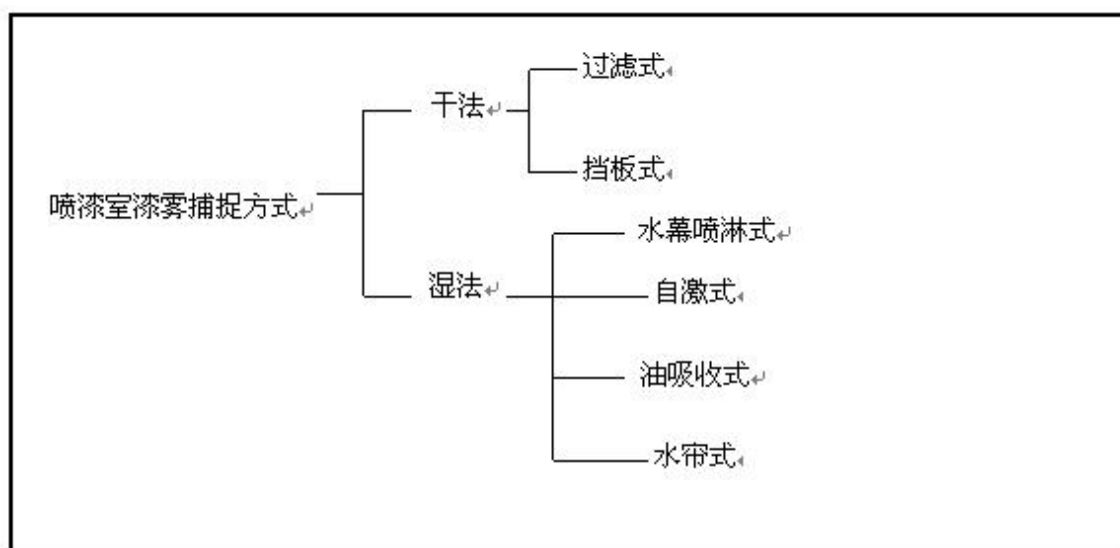 过滤式
干法
挡板式
喷漆室漆雾捕捉方式
水幕喷淋式
湿法
自激式
油吸收式
水帘式